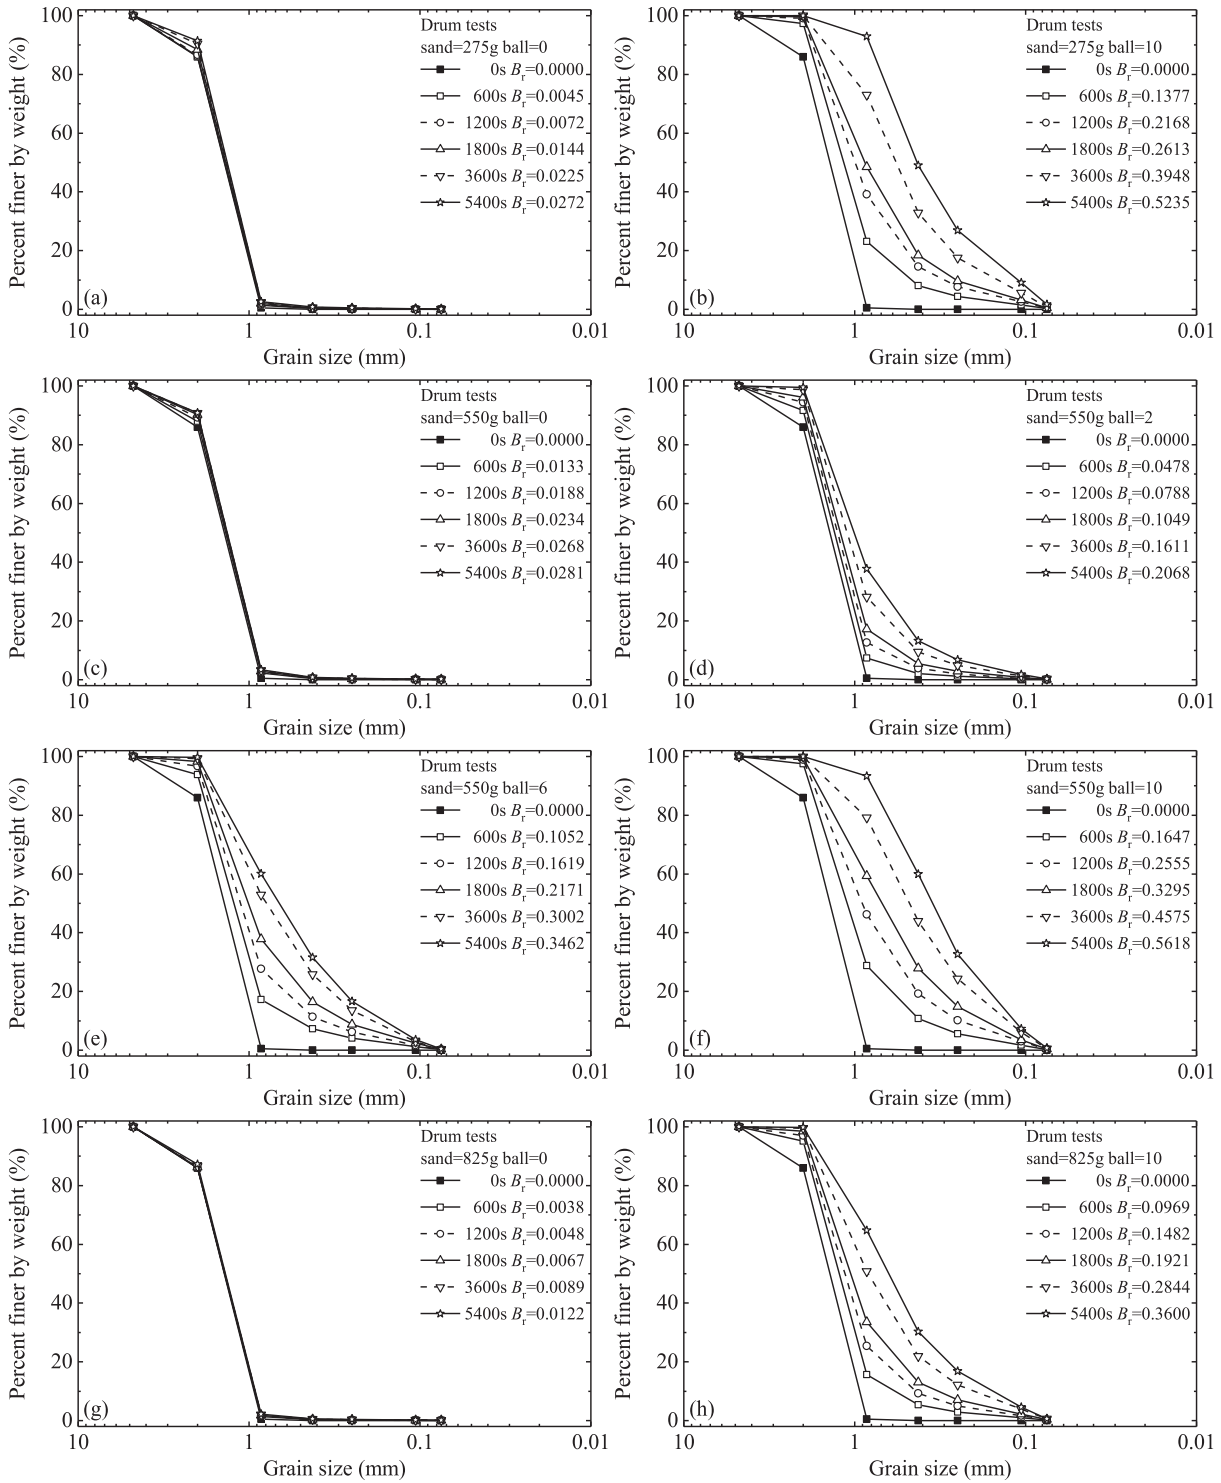 100
80
60
40
20
0
Percent finer by weight (%)
Drum tests
sand=275g ball=0
0s Br=0.0000
600s Br=0.0045
1200s Br=0.0072
1800s Br=0.0144
3600s Br=0.0225
5400s Br=0.0272
(a)
10 1 0.1 0.01
Grain size (mm)
100
80
60
40
20
0
Percent finer by weight (%)
Drum tests
sand=275g ball=10
0s Br=0.0000
600s Br=0.1377
1200s Br=0.2168
1800s Br=0.2613
3600s Br=0.3948
5400s Br=0.5235
(b)
10 1 0.1 0.01
Grain size (mm)
100
80
60
40
20
0
Percent finer by weight (%)
Drum tests
sand=550g ball=0
0s Br=0.0000
600s Br=0.0133
1200s Br=0.0188
1800s Br=0.0234
3600s Br=0.0268
5400s Br=0.0281
(c)
10 1 0.1 0.01
Grain size (mm)
100
80
60
40
20
0
Percent finer by weight (%)
Drum tests
sand=550g ball=2
0s Br=0.0000
600s Br=0.0478
1200s Br=0.0788
1800s Br=0.1049
3600s Br=0.1611
5400s Br=0.2068
(d)
10 1 0.1 0.01
Grain size (mm)
100
80
60
40
20
0
Percent finer by weight (%)
Drum tests
sand=550g ball=6
0s Br=0.0000
600s Br=0.1052
1200s Br=0.1619
1800s Br=0.2171
3600s Br=0.3002
5400s Br=0.3462
(e)
10 1 0.1 0.01
Grain size (mm)
100
80
60
40
20
0
Percent finer by weight (%)
Drum tests
sand=550g ball=10
0s Br=0.0000
600s Br=0.1647
1200s Br=0.2555
1800s Br=0.3295
3600s Br=0.4575
5400s Br=0.5618
(f)
10 1 0.1 0.01
Grain size (mm)
100
80
60
40
20
0
Percent finer by weight (%)
Drum tests
sand=825g ball=0
0s Br=0.0000
600s Br=0.0038
1200s Br=0.0048
1800s Br=0.0067
3600s Br=0.0089
5400s Br=0.0122
(g)
10 1 0.1 0.01
Grain size (mm)
100
80
60
40
20
0
Percent finer by weight (%)
Drum tests
sand=825g ball=10
0s Br=0.0000
600s Br=0.0969
1200s Br=0.1482
1800s Br=0.1921
3600s Br=0.2844
5400s Br=0.3600
(h)
10 1 0.1 0.01
Grain size (mm)